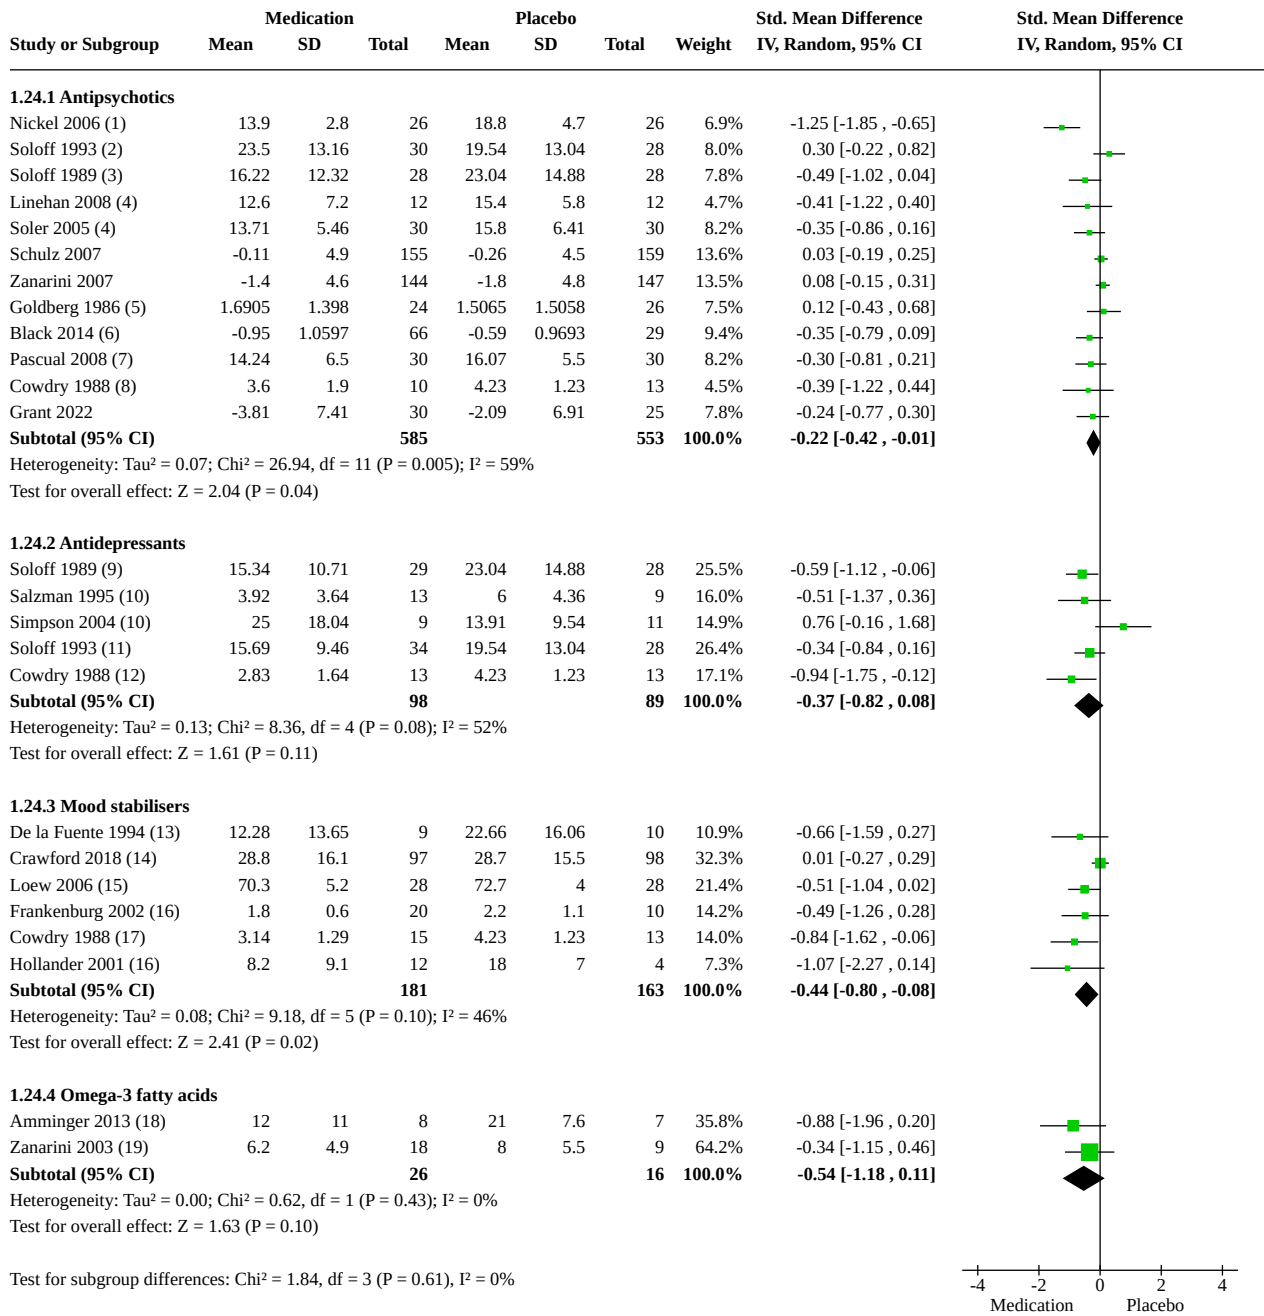 Medication Placebo Std. Mean Difference Std. Mean Difference
Study or Subgroup Mean SD Total Mean SD Total Weight IV, Random, 95% CI IV, Random, 95% CI
1.24.1 Antipsychotics
Nickel 2006 (1) 13.9 2.8 26 18.8 4.7 26 6.9% -1.25 [-1.85 , -0.65]
Soloff 1993 (2) 23.5 13.16 30 19.54 13.04 28 8.0% 0.30 [-0.22 , 0.82]
Soloff 1989 (3) 16.22 12.32 28 23.04 14.88 28 7.8% -0.49 [-1.02 , 0.04]
Linehan 2008 (4) 12.6 7.2 12 15.4 5.8 12 4.7% -0.41 [-1.22 , 0.40]
Soler 2005 (4) 13.71 5.46 30 15.8 6.41 30 8.2% -0.35 [-0.86 , 0.16]
Schulz 2007 -0.11 4.9 155 -0.26 4.5 159 13.6% 0.03 [-0.19 , 0.25]
Zanarini 2007 -1.4 4.6 144 -1.8 4.8 147 13.5% 0.08 [-0.15 , 0.31]
Goldberg 1986 (5) 1.6905 1.398 24 1.5065 1.5058 26 7.5% 0.12 [-0.43 , 0.68]
Black 2014 (6) -0.95 1.0597 66 -0.59 0.9693 29 9.4% -0.35 [-0.79 , 0.09]
Pascual 2008 (7) 14.24 6.5 30 16.07 5.5 30 8.2% -0.30 [-0.81 , 0.21]
Cowdry 1988 (8) 3.6 1.9 10 4.23 1.23 13 4.5% -0.39 [-1.22 , 0.44]
Grant 2022 -3.81 7.41 30 -2.09 6.91 25 7.8% -0.24 [-0.77 , 0.30]
Subtotal (95% CI) 585 553 100.0% -0.22 [-0.42 , -0.01]
Heterogeneity: Tau² = 0.07; Chi² = 26.94, df = 11 (P = 0.005); I² = 59%
Test for overall effect: Z = 2.04 (P = 0.04)
1.24.2 Antidepressants
Soloff 1989 (9) 15.34 10.71 29 23.04 14.88 28 25.5% -0.59 [-1.12 , -0.06]
Salzman 1995 (10) 3.92 3.64 13 6 4.36 9 16.0% -0.51 [-1.37 , 0.36]
Simpson 2004 (10) 25 18.04 9 13.91 9.54 11 14.9% 0.76 [-0.16 , 1.68]
Soloff 1993 (11) 15.69 9.46 34 19.54 13.04 28 26.4% -0.34 [-0.84 , 0.16]
Cowdry 1988 (12) 2.83 1.64 13 4.23 1.23 13 17.1% -0.94 [-1.75 , -0.12]
Subtotal (95% CI) 98 89 100.0% -0.37 [-0.82 , 0.08]
Heterogeneity: Tau² = 0.13; Chi² = 8.36, df = 4 (P = 0.08); I² = 52%
Test for overall effect: Z = 1.61 (P = 0.11)
1.24.3 Mood stabilisers
De la Fuente 1994 (13) 12.28 13.65 9 22.66 16.06 10 10.9% -0.66 [-1.59 , 0.27]
Crawford 2018 (14) 28.8 16.1 97 28.7 15.5 98 32.3% 0.01 [-0.27 , 0.29]
Loew 2006 (15) 70.3 5.2 28 72.7 4 28 21.4% -0.51 [-1.04 , 0.02]
Frankenburg 2002 (16) 1.8 0.6 20 2.2 1.1 10 14.2% -0.49 [-1.26 , 0.28]
Cowdry 1988 (17) 3.14 1.29 15 4.23 1.23 13 14.0% -0.84 [-1.62 , -0.06]
Hollander 2001 (16) 8.2 9.1 12 18 7 4 7.3% -1.07 [-2.27 , 0.14]
Subtotal (95% CI) 181 163 100.0% -0.44 [-0.80 , -0.08]
Heterogeneity: Tau² = 0.08; Chi² = 9.18, df = 5 (P = 0.10); I² = 46%
Test for overall effect: Z = 2.41 (P = 0.02)
1.24.4 Omega-3 fatty acids
Amminger 2013 (18) 12 11 8 21 7.6 7 35.8% -0.88 [-1.96 , 0.20]
Zanarini 2003 (19) 6.2 4.9 18 8 5.5 9 64.2% -0.34 [-1.15 , 0.46]
Subtotal (95% CI) 26 16 100.0% -0.54 [-1.18 , 0.11]
Heterogeneity: Tau² = 0.00; Chi² = 0.62, df = 1 (P = 0.43); I² = 0%
Test for overall effect: Z = 1.63 (P = 0.10)
Test for subgroup differences: Chi² = 1.84, df = 3 (P = 0.61), I² = 0%
-4 -2 0 2 4
Medication Placebo